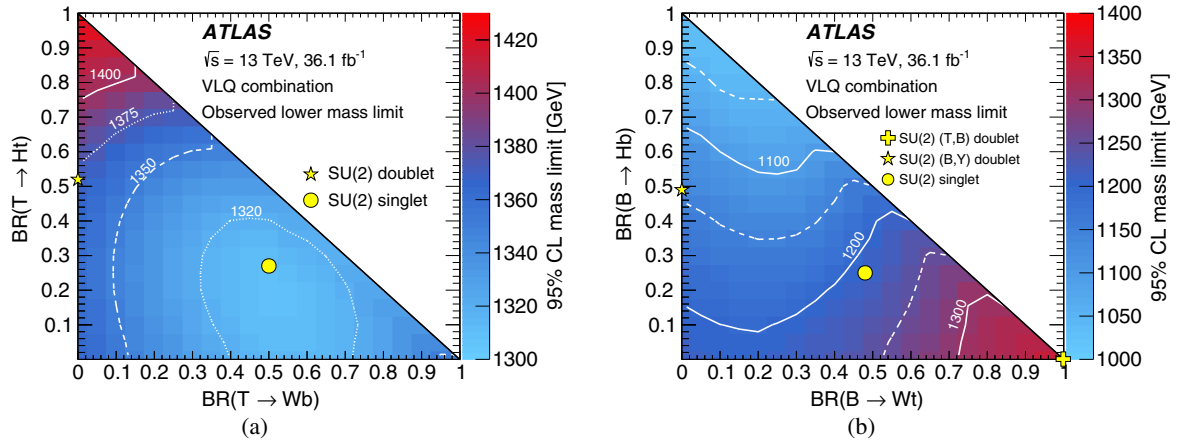 ATLAS
√s = 13 TeV, 36.1 fb⁻¹
VLQ combination
Observed lower mass limit
SU(2) doublet
SU(2) singlet
1400
1375
1350
1320
BR(T → Ht)
1
0.9
0.8
0.7
0.6
0.5
0.4
0.3
0.2
0.1
0 0.1 0.2 0.3 0.4 0.5 0.6 0.7 0.8 0.9 1
BR(T → Wb)
1420
1400
1380
1360
1340
1320
1300
95% CL mass limit [GeV]
(a)
ATLAS
√s = 13 TeV, 36.1 fb⁻¹
VLQ combination
Observed lower mass limit
SU(2) (T,B) doublet
SU(2) (B,Y) doublet
SU(2) singlet
1100
1200
1300
BR(B → Hb)
1
0.9
0.8
0.7
0.6
0.5
0.4
0.3
0.2
0.1
0 0.1 0.2 0.3 0.4 0.5 0.6 0.7 0.8 0.9 1
BR(B → Wt)
1400
1350
1300
1250
1200
1150
1100
1050
1000
95% CL mass limit [GeV]
(b)